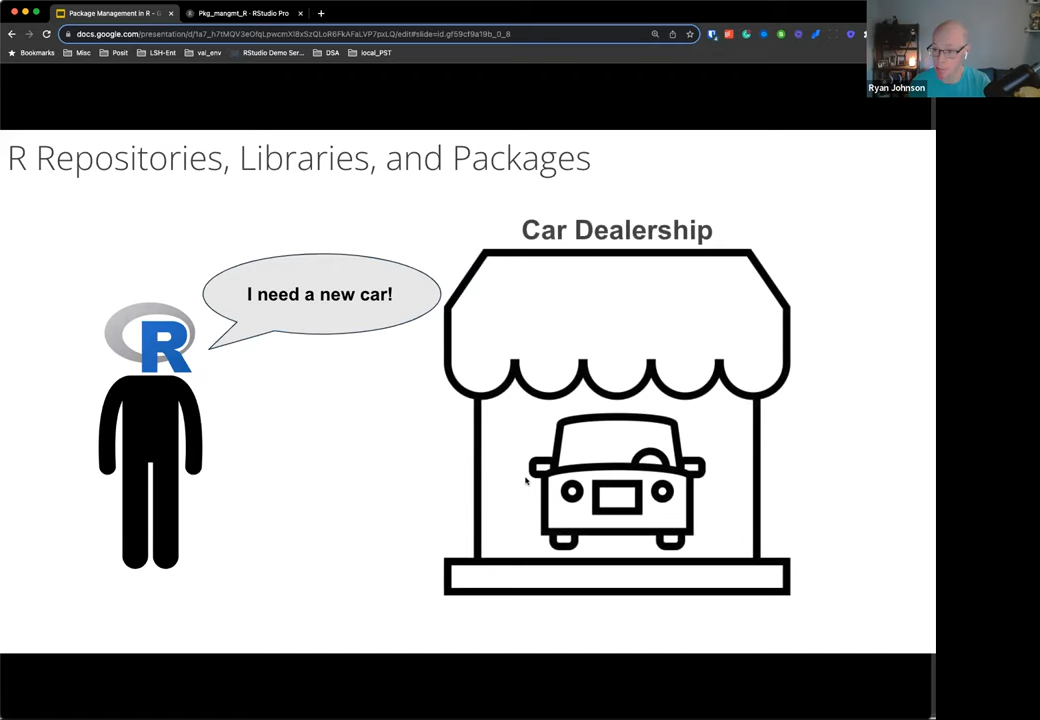 Package Management in R - G
Pkg_mangmt_R · RStudio Pro
Bookmarks
Misc
Posit
LSH-Ent
val_env
RStudio Demo Ser...
DSA
local_PST
Ryan Johnson
R Repositories, Libraries, and Packages
Car Dealership
I need a new car!
R